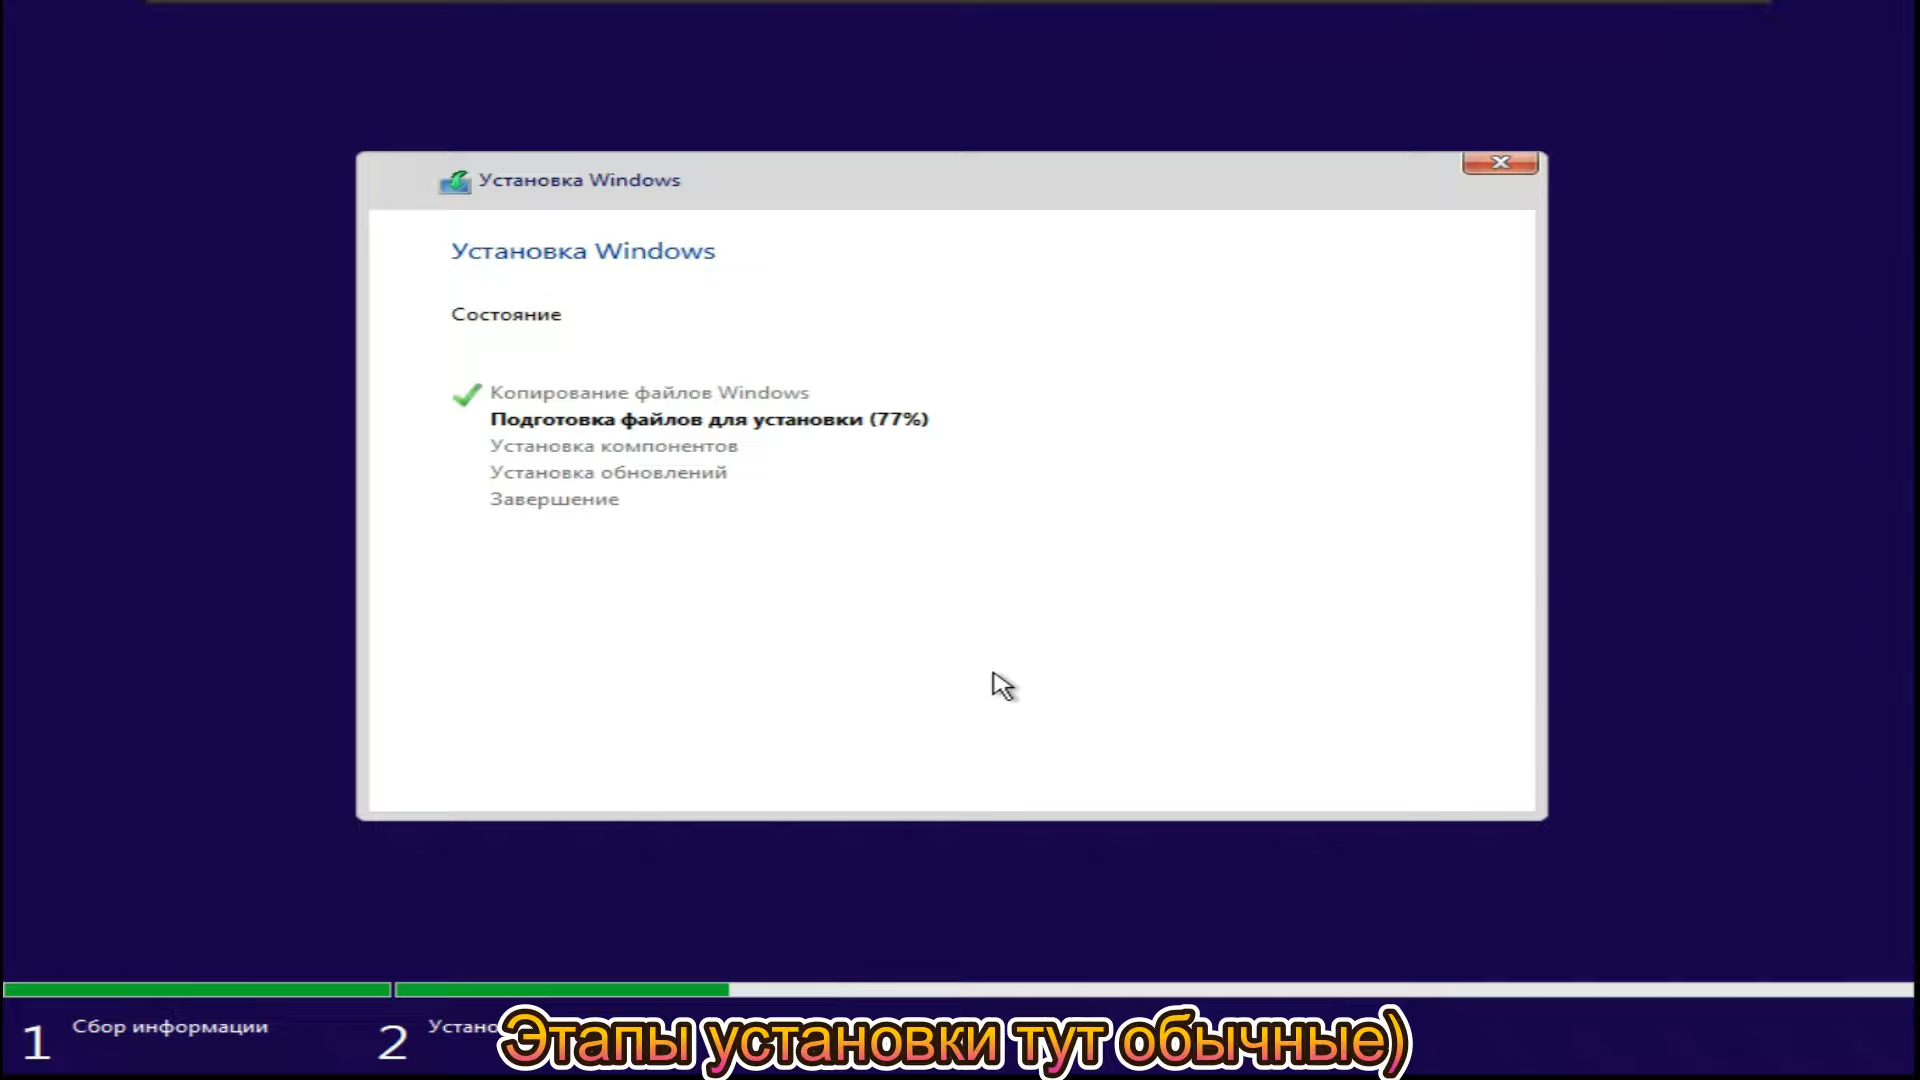 Установка Windows
Установка Windows
Состояние
Копирование файлов Windows
Подготовка файлов для установки (77%)
Установка компонентов
Установка обновлений
Завершение
1 Сбор информации
2
Этапы установки тут обычные)